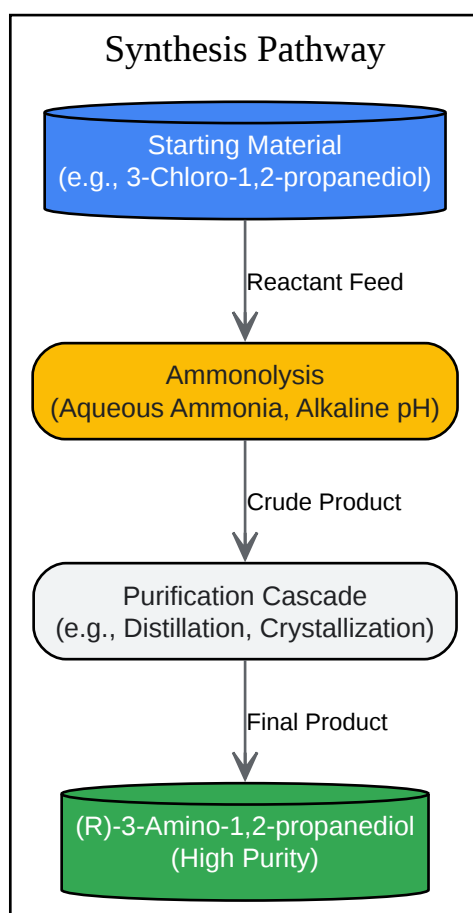 Synthesis Pathway
Starting Material
(e.g., 3-Chloro-1,2-propanediol)
Reactant Feed
Ammonolysis
(Aqueous Ammonia, Alkaline pH)
Crude Product
Purification Cascade
(e.g., Distillation, Crystallization)
Final Product
(R)-3-Amino-1,2-propanediol
(High Purity)